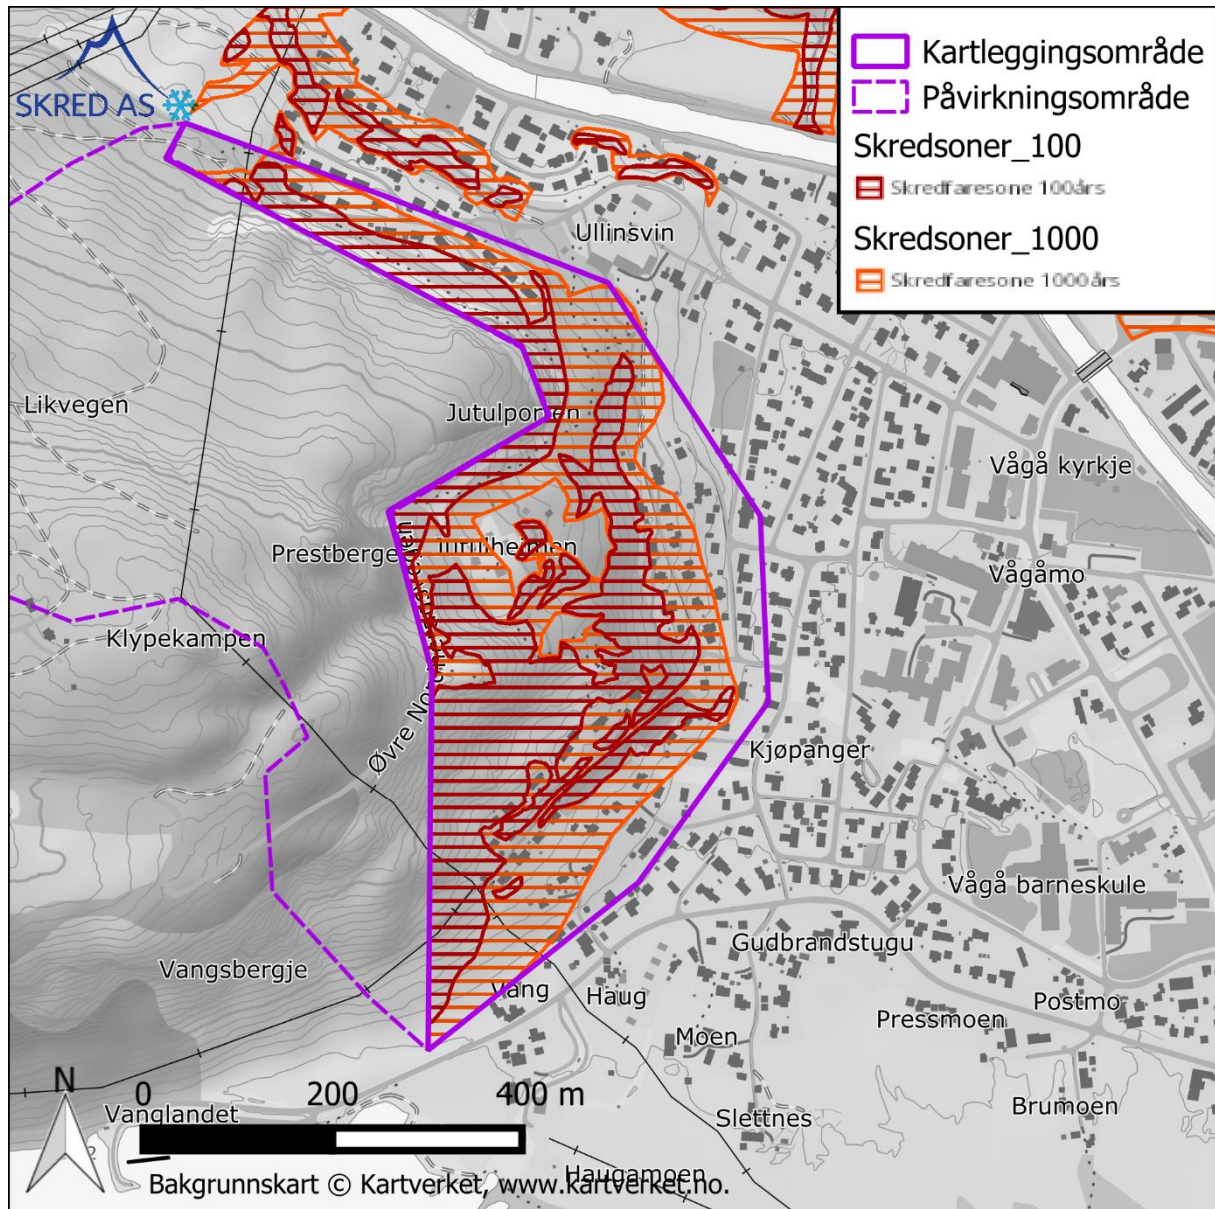 SKRED AS
Kartleggingsområde
Påvirkningsområde
Skredsoner_100
Skredfaresone 100års
Skredsoner_1000
Skredfaresone 1000års
Ullinsvin
Likvegen
Jutulporten
Vågå kyrkje
Prestberget
Jutulheimen
Vågåmo
Klypekampen
Kjøpanger
Vågå barneskule
Gudbrandstugu
Vangsbergje
Vang
Haug
Postmo
Pressmoen
Moen
N
0 200 400 m
Vanglandet
Slettnes
Brumoen
Haugamoen
Bakgrunnskart © Kartverket, www.kartverket.no.